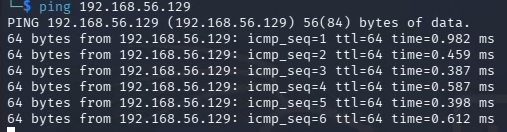 └─$ ping 192.168.56.129
PING 192.168.56.129 (192.168.56.129) 56(84) bytes of data.
64 bytes from 192.168.56.129: icmp_seq=1 ttl=64 time=0.982 ms
64 bytes from 192.168.56.129: icmp_seq=2 ttl=64 time=0.459 ms
64 bytes from 192.168.56.129: icmp_seq=3 ttl=64 time=0.387 ms
64 bytes from 192.168.56.129: icmp_seq=4 ttl=64 time=0.587 ms
64 bytes from 192.168.56.129: icmp_seq=5 ttl=64 time=0.398 ms
64 bytes from 192.168.56.129: icmp_seq=6 ttl=64 time=0.612 ms